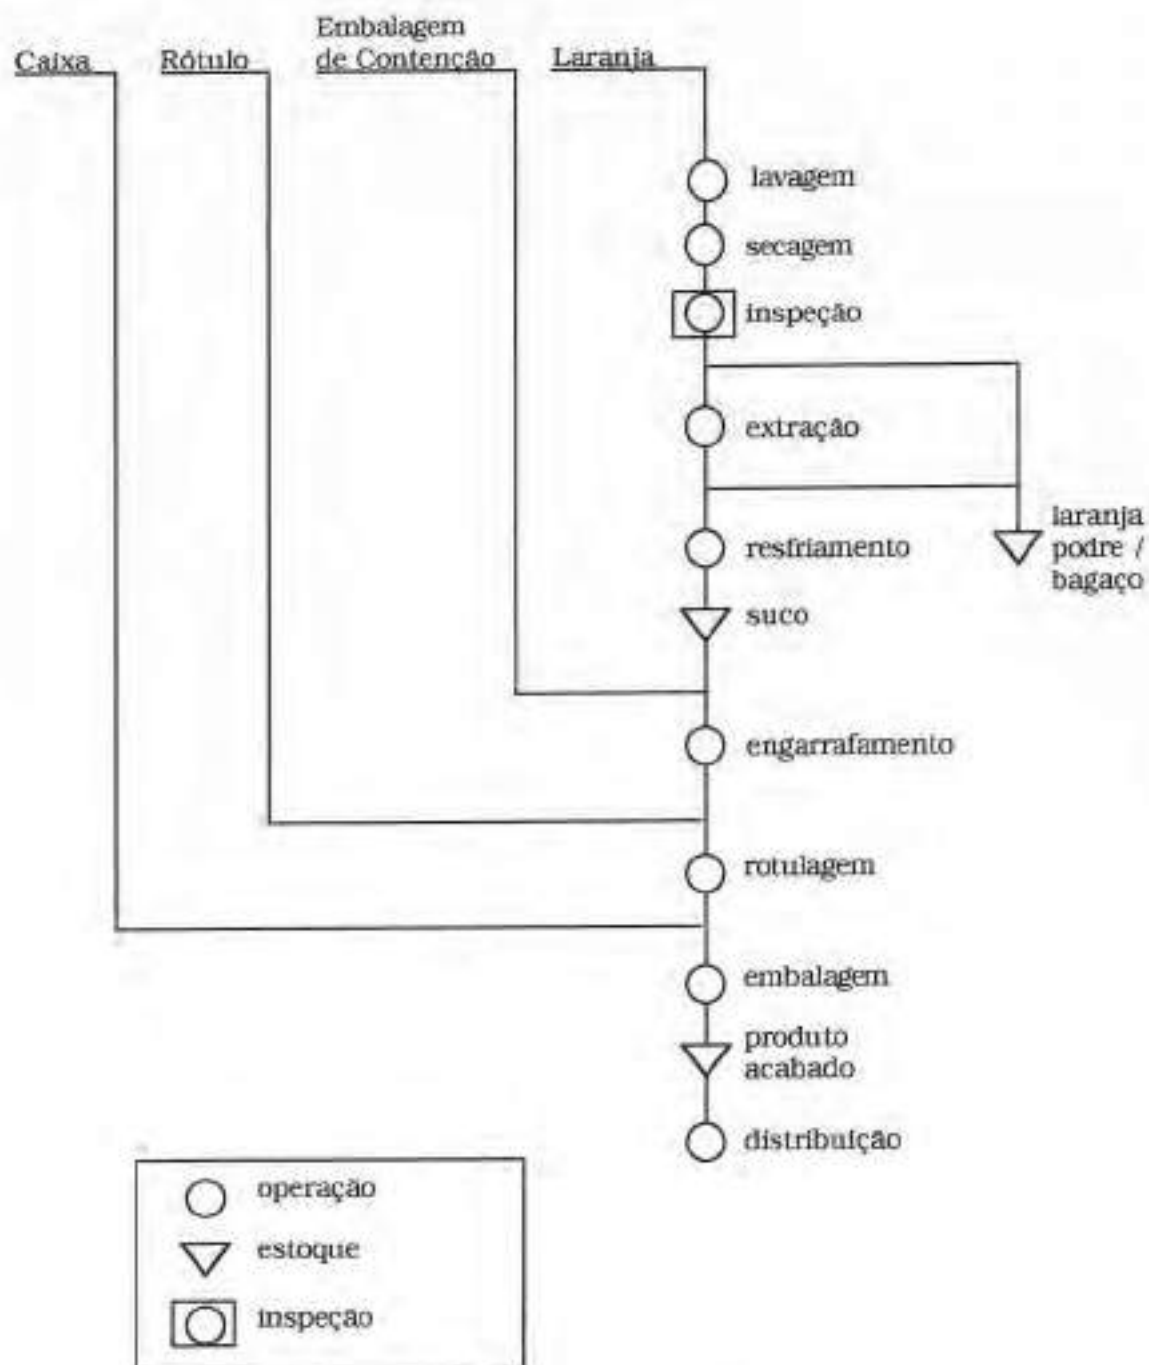 Caixa
Rótulo
Embalagem
de Contenção
Laranja
lavagem
secagem
inspeção
extração
resfriamento
laranja
podre /
bagaço
suco
engarrafamento
rotulagem
embalagem
produto
acabado
distribuição
operação
estoque
inspeção